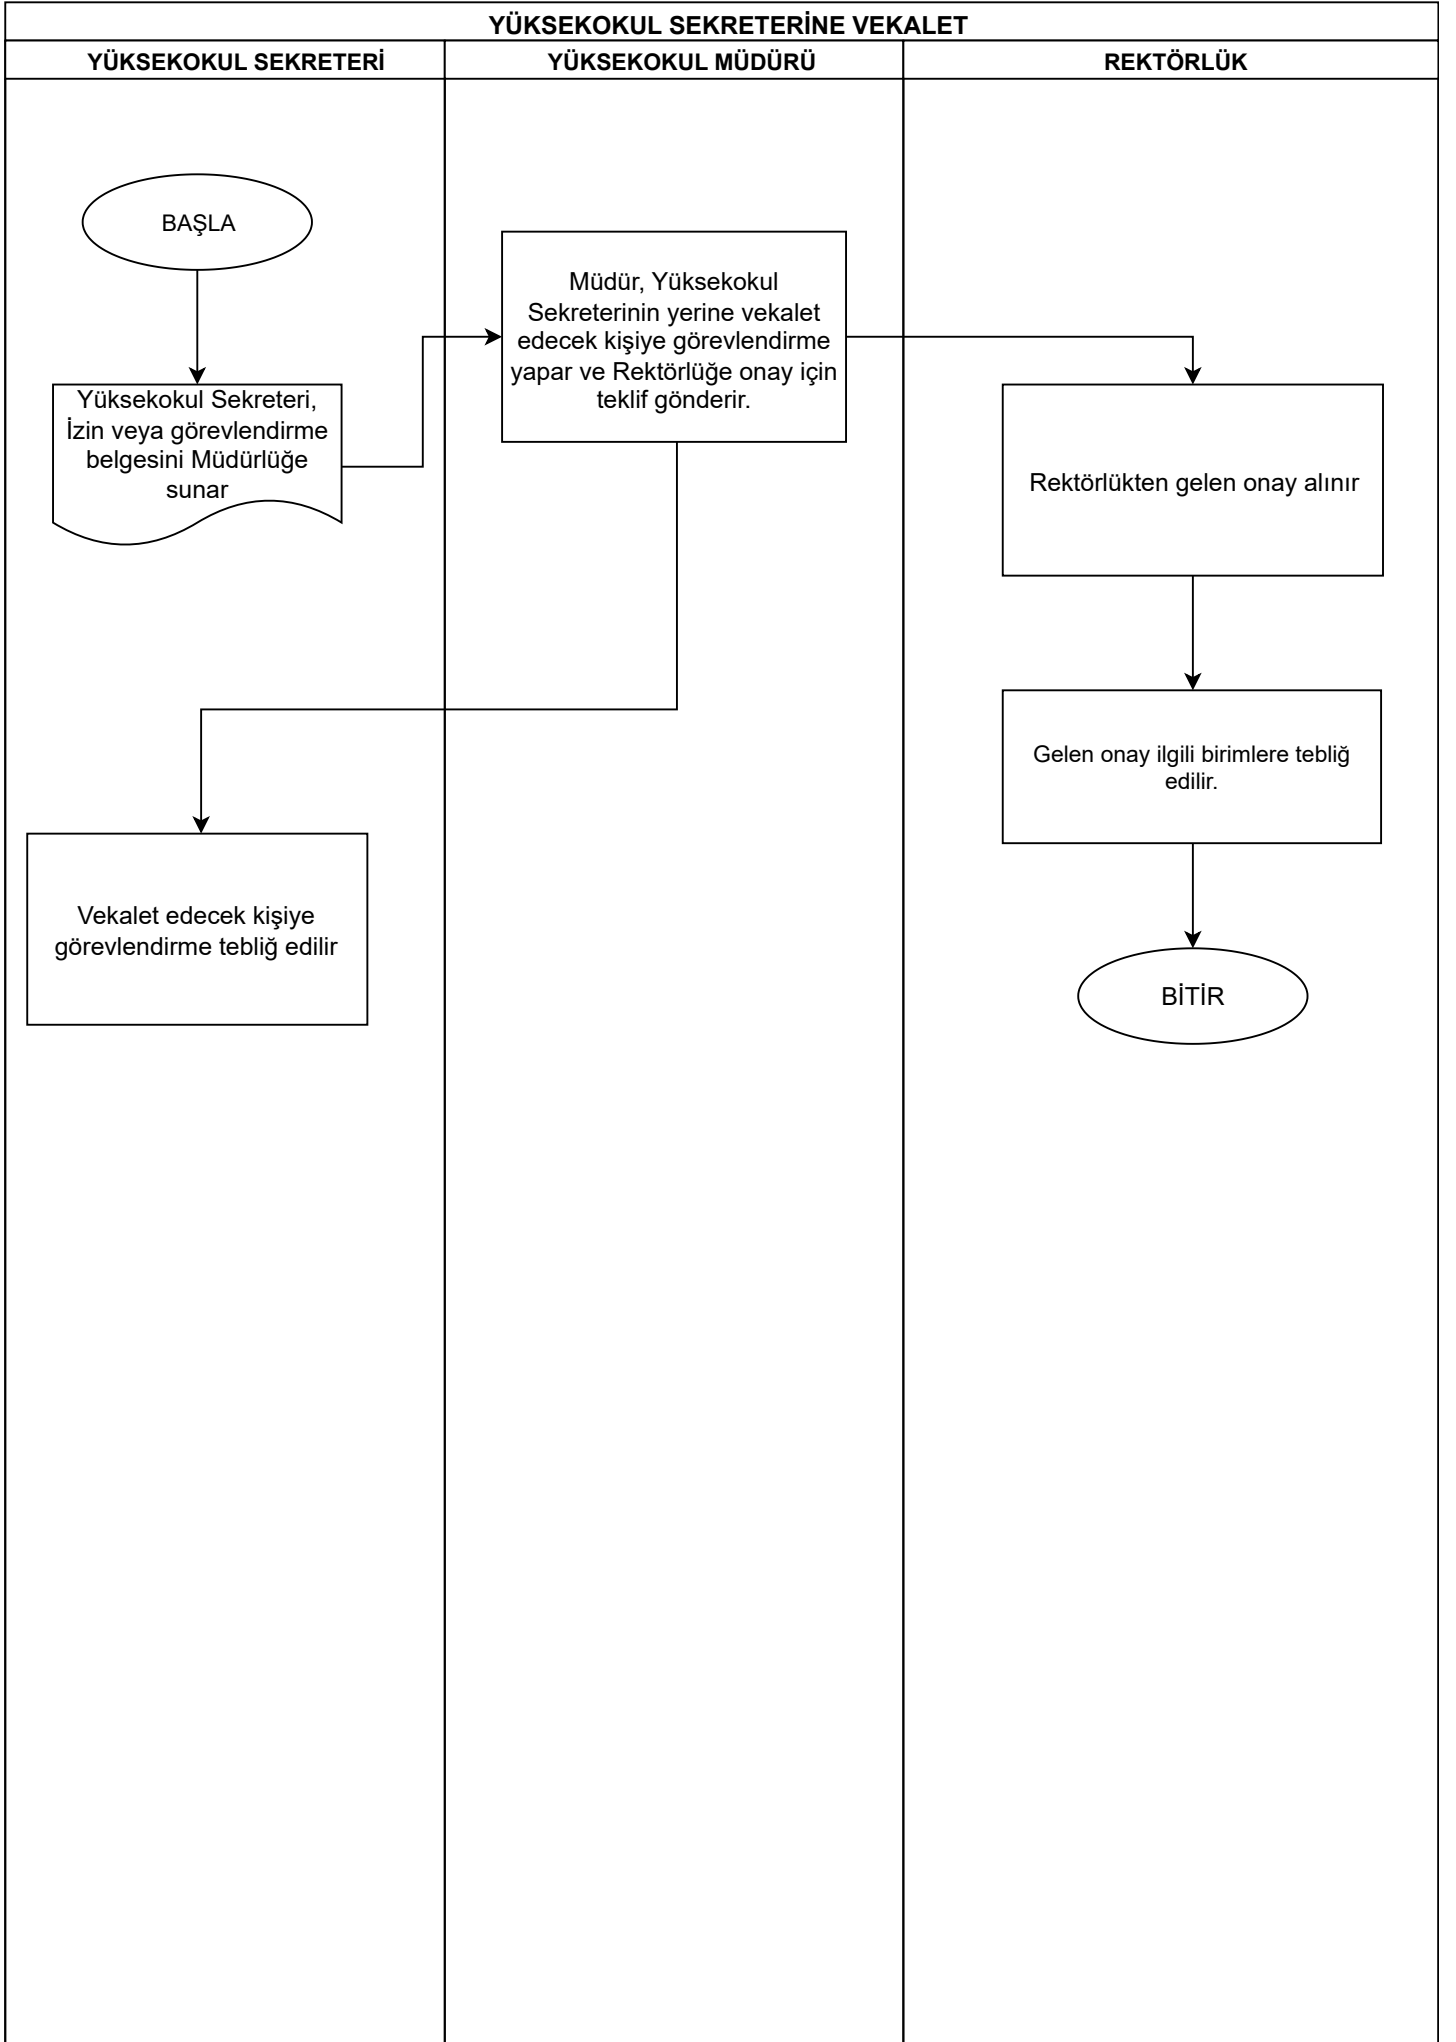 YÜKSEKOKUL SEKRETERİNE VEKALET
YÜKSEKOKUL SEKRETERİ
YÜKSEKOKUL MÜDÜRÜ
REKTÖRLÜK
BAŞLA
Yüksekokul Sekreteri,
İzin veya görevlendirme
belgesini Müdürlüğe
sunar
Müdür, Yüksekokul
Sekreterinin yerine vekalet
edecek kişiye görevlendirme
yapar ve Rektörlüğe onay için
teklif gönderir.
Rektörlükten gelen onay alınır
Gelen onay ilgili birimlere tebliğ
edilir.
Vekalet edecek kişiye
görevlendirme tebliğ edilir
BİTİR